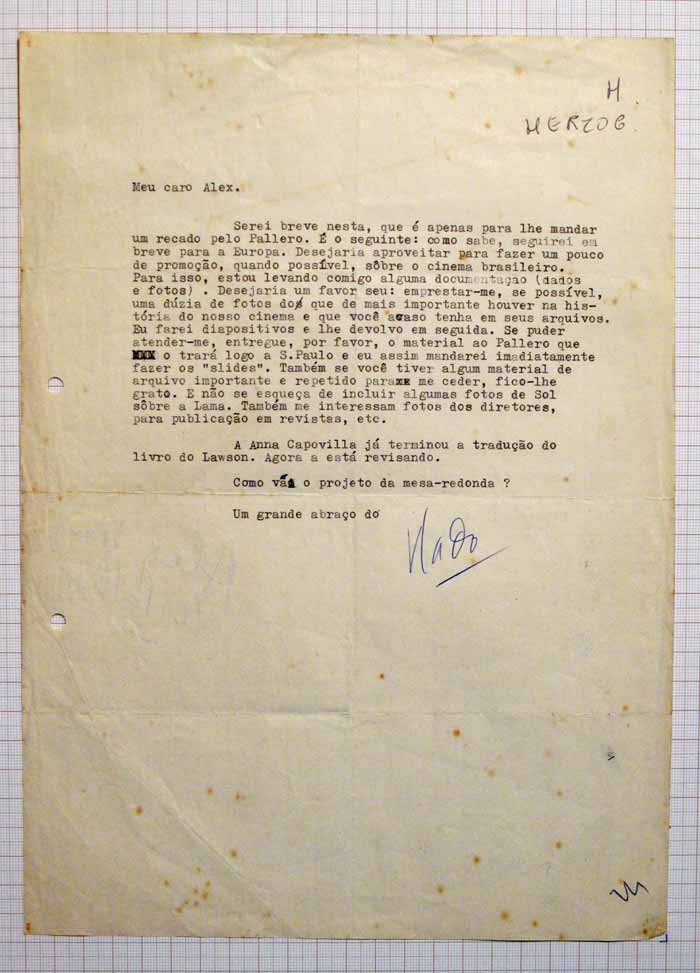 H.
HERZOG.
Meu caro Alex.
Serei breve nesta, que é apenas para lhe mandar
um recado pelo Pallero. É o seguinte: como sabe, seguirei em
breve para a Europa. Desejaria aproveitar para fazer um pouco
de promoção, quando possível, sôbre o cinema brasileiro.
Para isso, estou levando comigo alguma documentação (dados
e fotos) . Desejaria um favor seu: emprestar-me, se possível,
uma dúzia de fotos do que de mais importante houver na his-
tória do nosso cinema e que você acaso tenha em seus arquivos.
Eu farei diapositivos e lhe devolvo em seguida. Se puder
atender-me, entregue, por favor, o material ao Pallero que
o trará logo a S.Paulo e eu assim mandarei imadiatamente
fazer os "slides". Também se você tiver algum material de
arquivo importante e repetido para me ceder, fico-lhe
grato. E não se esqueça de incluir algumas fotos de Sol
sôbre a Lama. Também me interessam fotos dos diretores,
para publicação em revistas, etc.
A Anna Capovilla já terminou a tradução do
livro do Lawson. Agora a está revisando.
Como vai o projeto da mesa-redonda ?
Um grande abraço do
Vlado